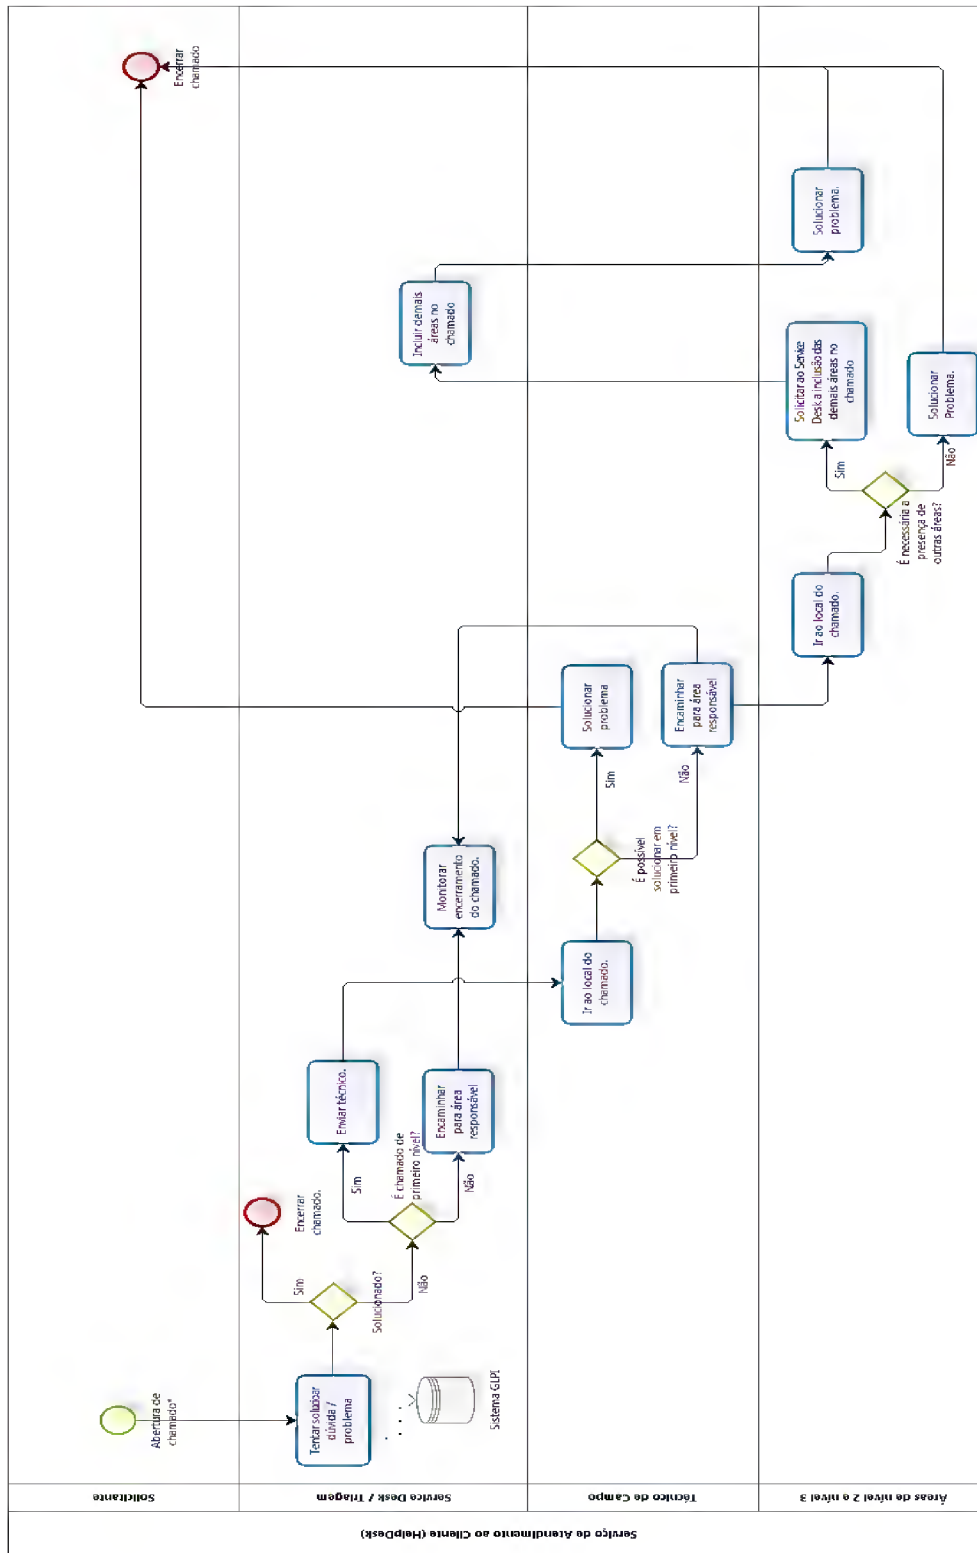 Serviço de Atendimento ao Cliente (HelpDesk)
Solicitante
Service Desk / Triagem
Técnico de Campo
Áreas de nível 2 e nível 3
Abertura de
chamado*
Tentar solucioar
dúvida /
problema
Sistema GLPI
Solucionado?
Sim
Não
Encerrar
chamado.
É chamado de
primeiro nível?
Sim
Não
Enviar técnico.
Encaminhar
para área
responsável
Monitorar
encerramento
do chamado.
Ir ao local do
chamado.
É possível
solucionar em
primeiro nível?
Sim
Não
Solucionar
problema
Encaminhar
para área
responsável
Ir ao local do
chamado.
É necessária a
presença de
outras áreas?
Sim
Não
Solicitar ao Service
Desk a inclusão das
demais áreas no
chamado
Solucionar
Problema.
Incluir demais
áreas no
chamado
Solucionar
problema.
Encerrar
chamado